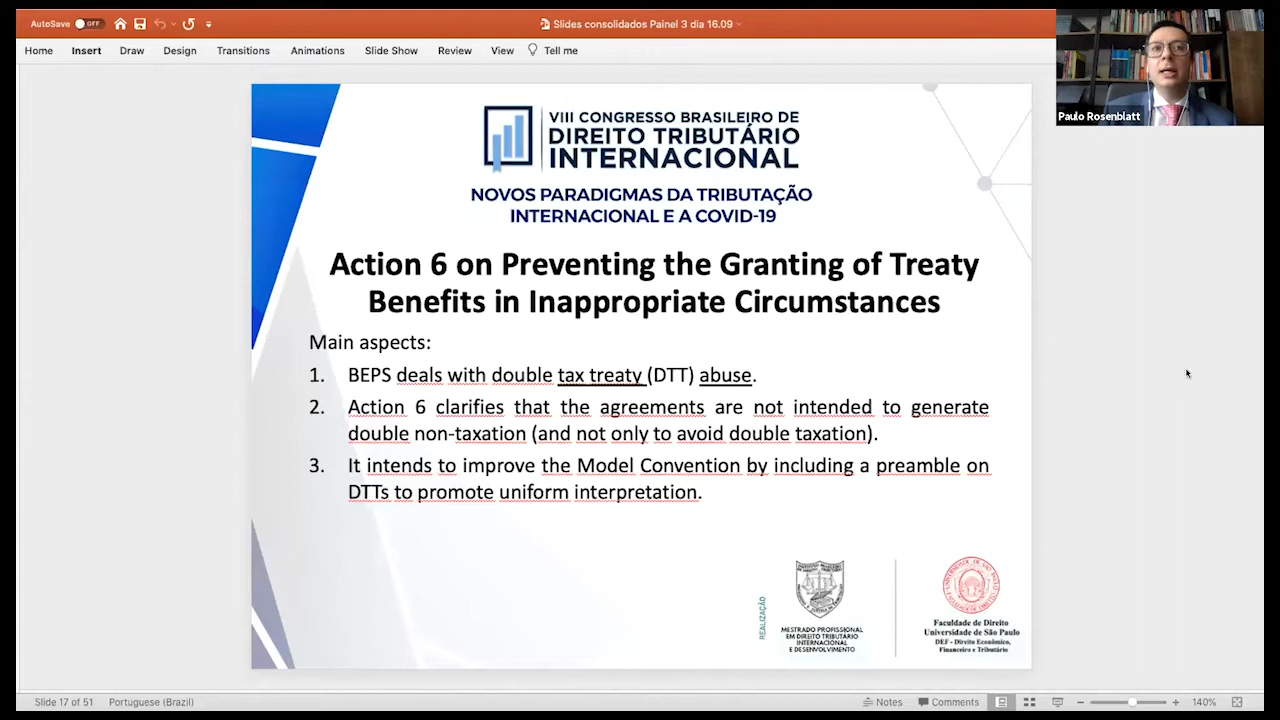 AutoSave OFF
Slides consolidados Painel 3 dia 16.09
Home Insert Draw Design Transitions Animations Slide Show Review View Tell me
Paulo Rosenblatt
VIII CONGRESSO BRASILEIRO DE
DIREITO TRIBUTÁRIO
INTERNACIONAL
NOVOS PARADIGMAS DA TRIBUTAÇÃO
INTERNACIONAL E A COVID-19
Action 6 on Preventing the Granting of Treaty
Benefits in Inappropriate Circumstances
Main aspects:
1. BEPS deals with double tax treaty (DTT) abuse.
2. Action 6 clarifies that the agreements are not intended to generate
double non-taxation (and not only to avoid double taxation).
3. It intends to improve the Model Convention by including a preamble on
DTTs to promote uniform interpretation.
REALIZAÇÃO
MESTRADO PROFISSIONAL
EM DIREITO TRIBUTÁRIO
INTERNACIONAL
E DESENVOLVIMENTO
Faculdade de Direito
Universidade de São Paulo
DEF - Direito Econômico,
Financeiro e Tributário
Slide 17 of 51 Portuguese (Brazil) Notes Comments 140%